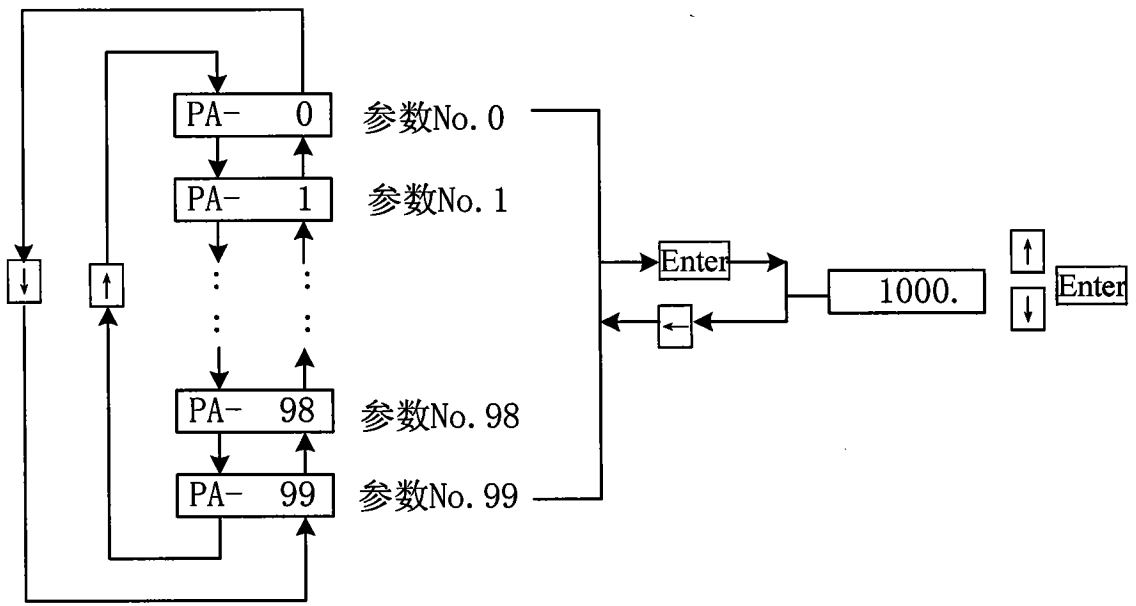 PA- 0 参数No.0
PA- 1 参数No.1
↓ ↑
Enter
←
1000.
↑
↓
Enter
PA- 98 参数No.98
PA- 99 参数No.99